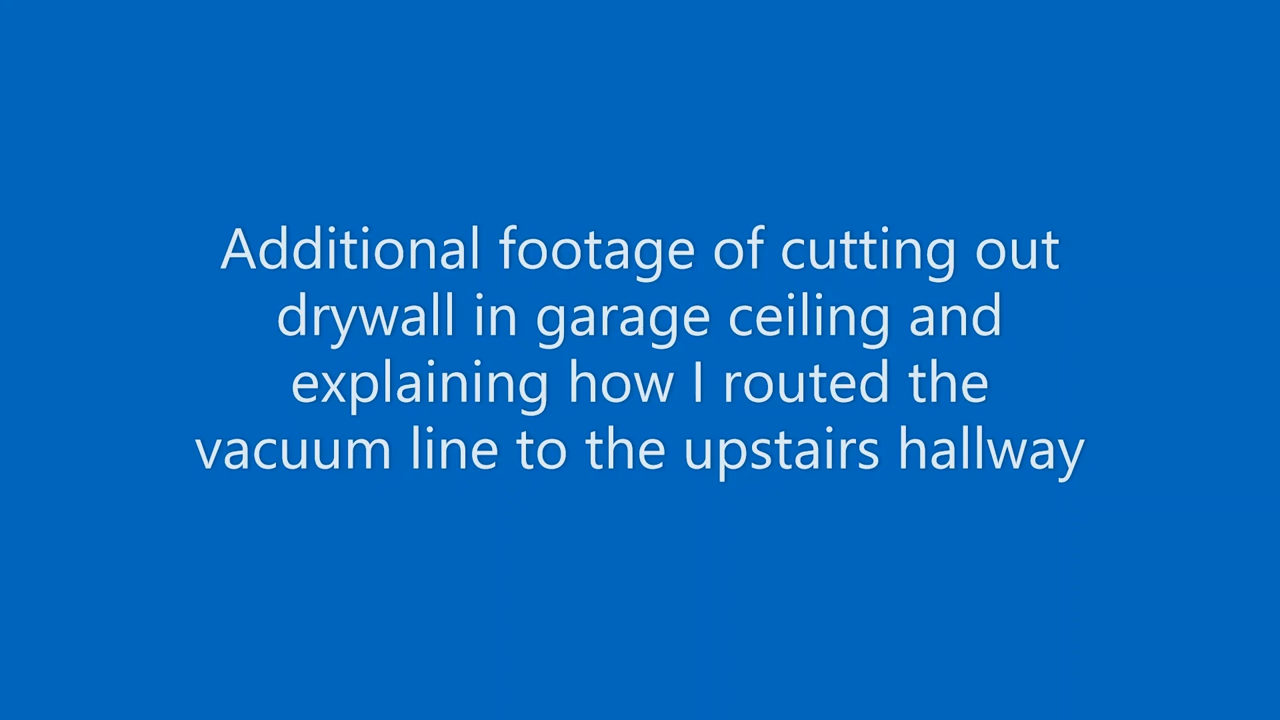 Additional footage of cutting out
drywall in garage ceiling and
explaining how I routed the
vacuum line to the upstairs hallway